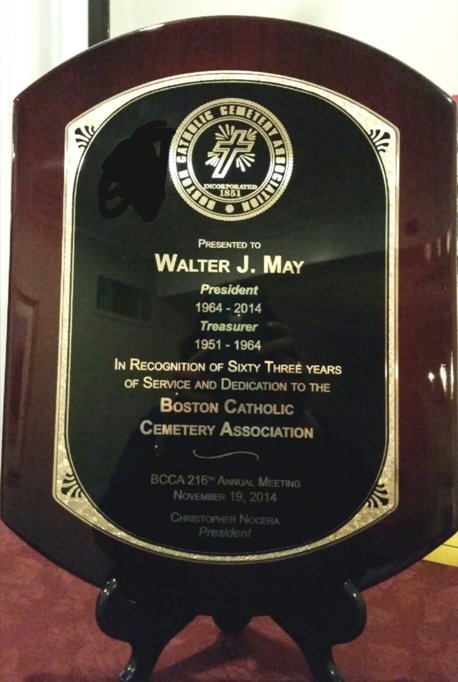 BOSTON CATHOLIC CEMETERY ASSOCIATION
INCORPORATED
1851
PRESENTED TO
WALTER J. MAY
President
1964 - 2014
Treasurer
1951 - 1964
IN RECOGNITION OF SIXTY THREE YEARS
OF SERVICE AND DEDICATION TO THE
BOSTON CATHOLIC
CEMETERY ASSOCIATION
BCCA 216TH ANNUAL MEETING
NOVEMBER 19, 2014
CHRISTOPHER NOCERA
President